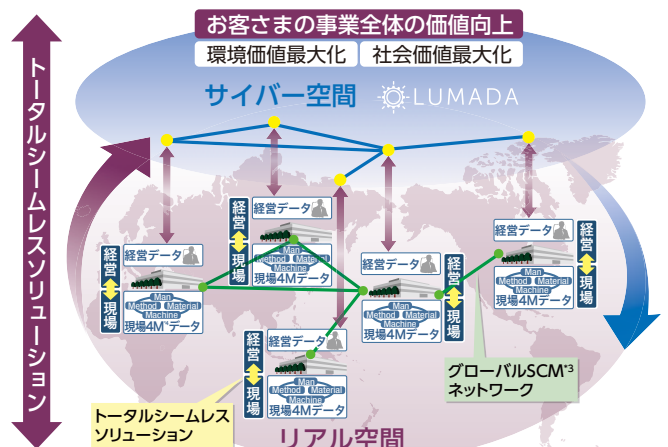 お客さまの事業全体の価値向上
環境価値最大化
社会価値最大化
サイバー空間
LUMADA
トータルシームレスソリューション
経営データ
経営
現場
Man
Method
Material
Machine
現場4Mデータ
経営データ
経営
現場
Man
Method
Material
Machine
現場4M*データ
経営データ
経営
現場
Man
Method
Material
Machine
現場4Mデータ
経営データ
経営
現場
Man
Method
Material
Machine
現場4Mデータ
経営データ
経営
現場
Man
Method
Material
Machine
現場4Mデータ
グローバルSCM*3
ネットワーク
トータルシームレス
ソリューション
リアル空間